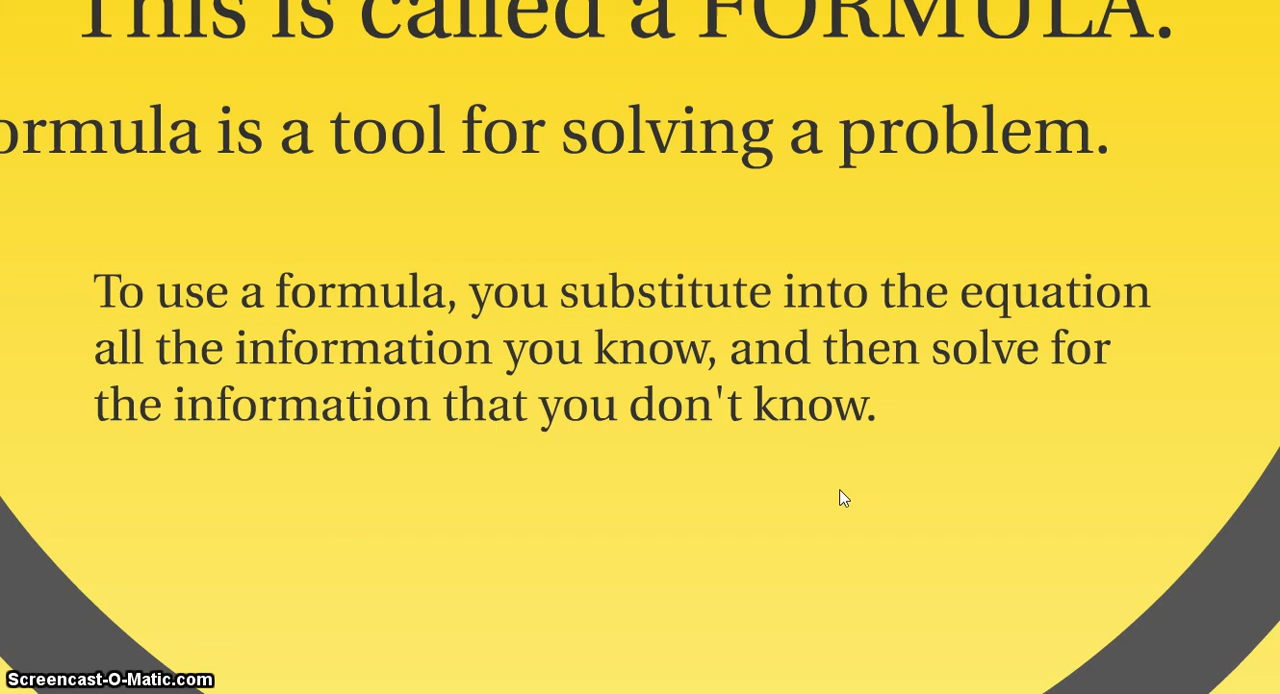 This is called a FORMULA.
ormula is a tool for solving a problem.
To use a formula, you substitute into the equation
all the information you know, and then solve for
the information that you don't know.
Screencast-O-Matic.com